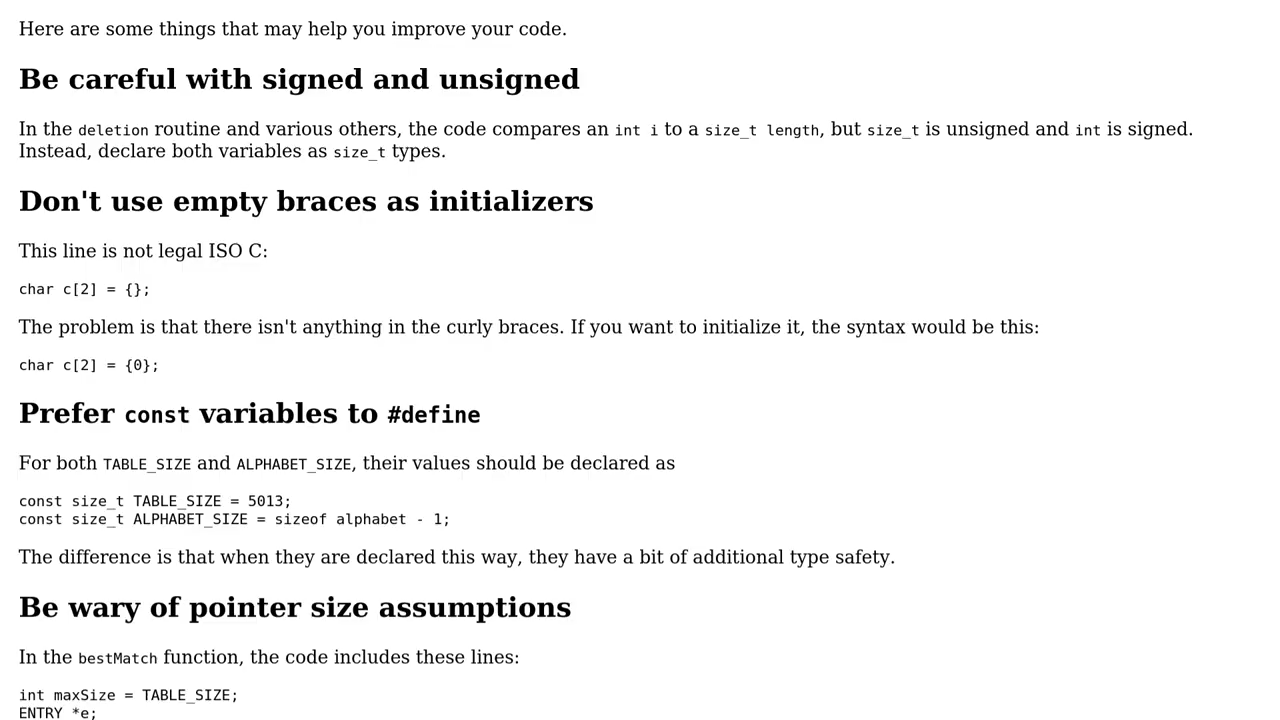 Here are some things that may help you improve your code.
Be careful with signed and unsigned
In the deletion routine and various others, the code compares an int i to a size_t length, but size_t is unsigned and int is signed.
Instead, declare both variables as size_t types.
Don't use empty braces as initializers
This line is not legal ISO C:
char c[2] = {};
The problem is that there isn't anything in the curly braces. If you want to initialize it, the syntax would be this:
char c[2] = {0};
Prefer const variables to #define
For both TABLE_SIZE and ALPHABET_SIZE, their values should be declared as
const size_t TABLE_SIZE = 5013;
const size_t ALPHABET_SIZE = sizeof alphabet - 1;
The difference is that when they are declared this way, they have a bit of additional type safety.
Be wary of pointer size assumptions
In the bestMatch function, the code includes these lines:
int maxSize = TABLE_SIZE;
ENTRY *e;